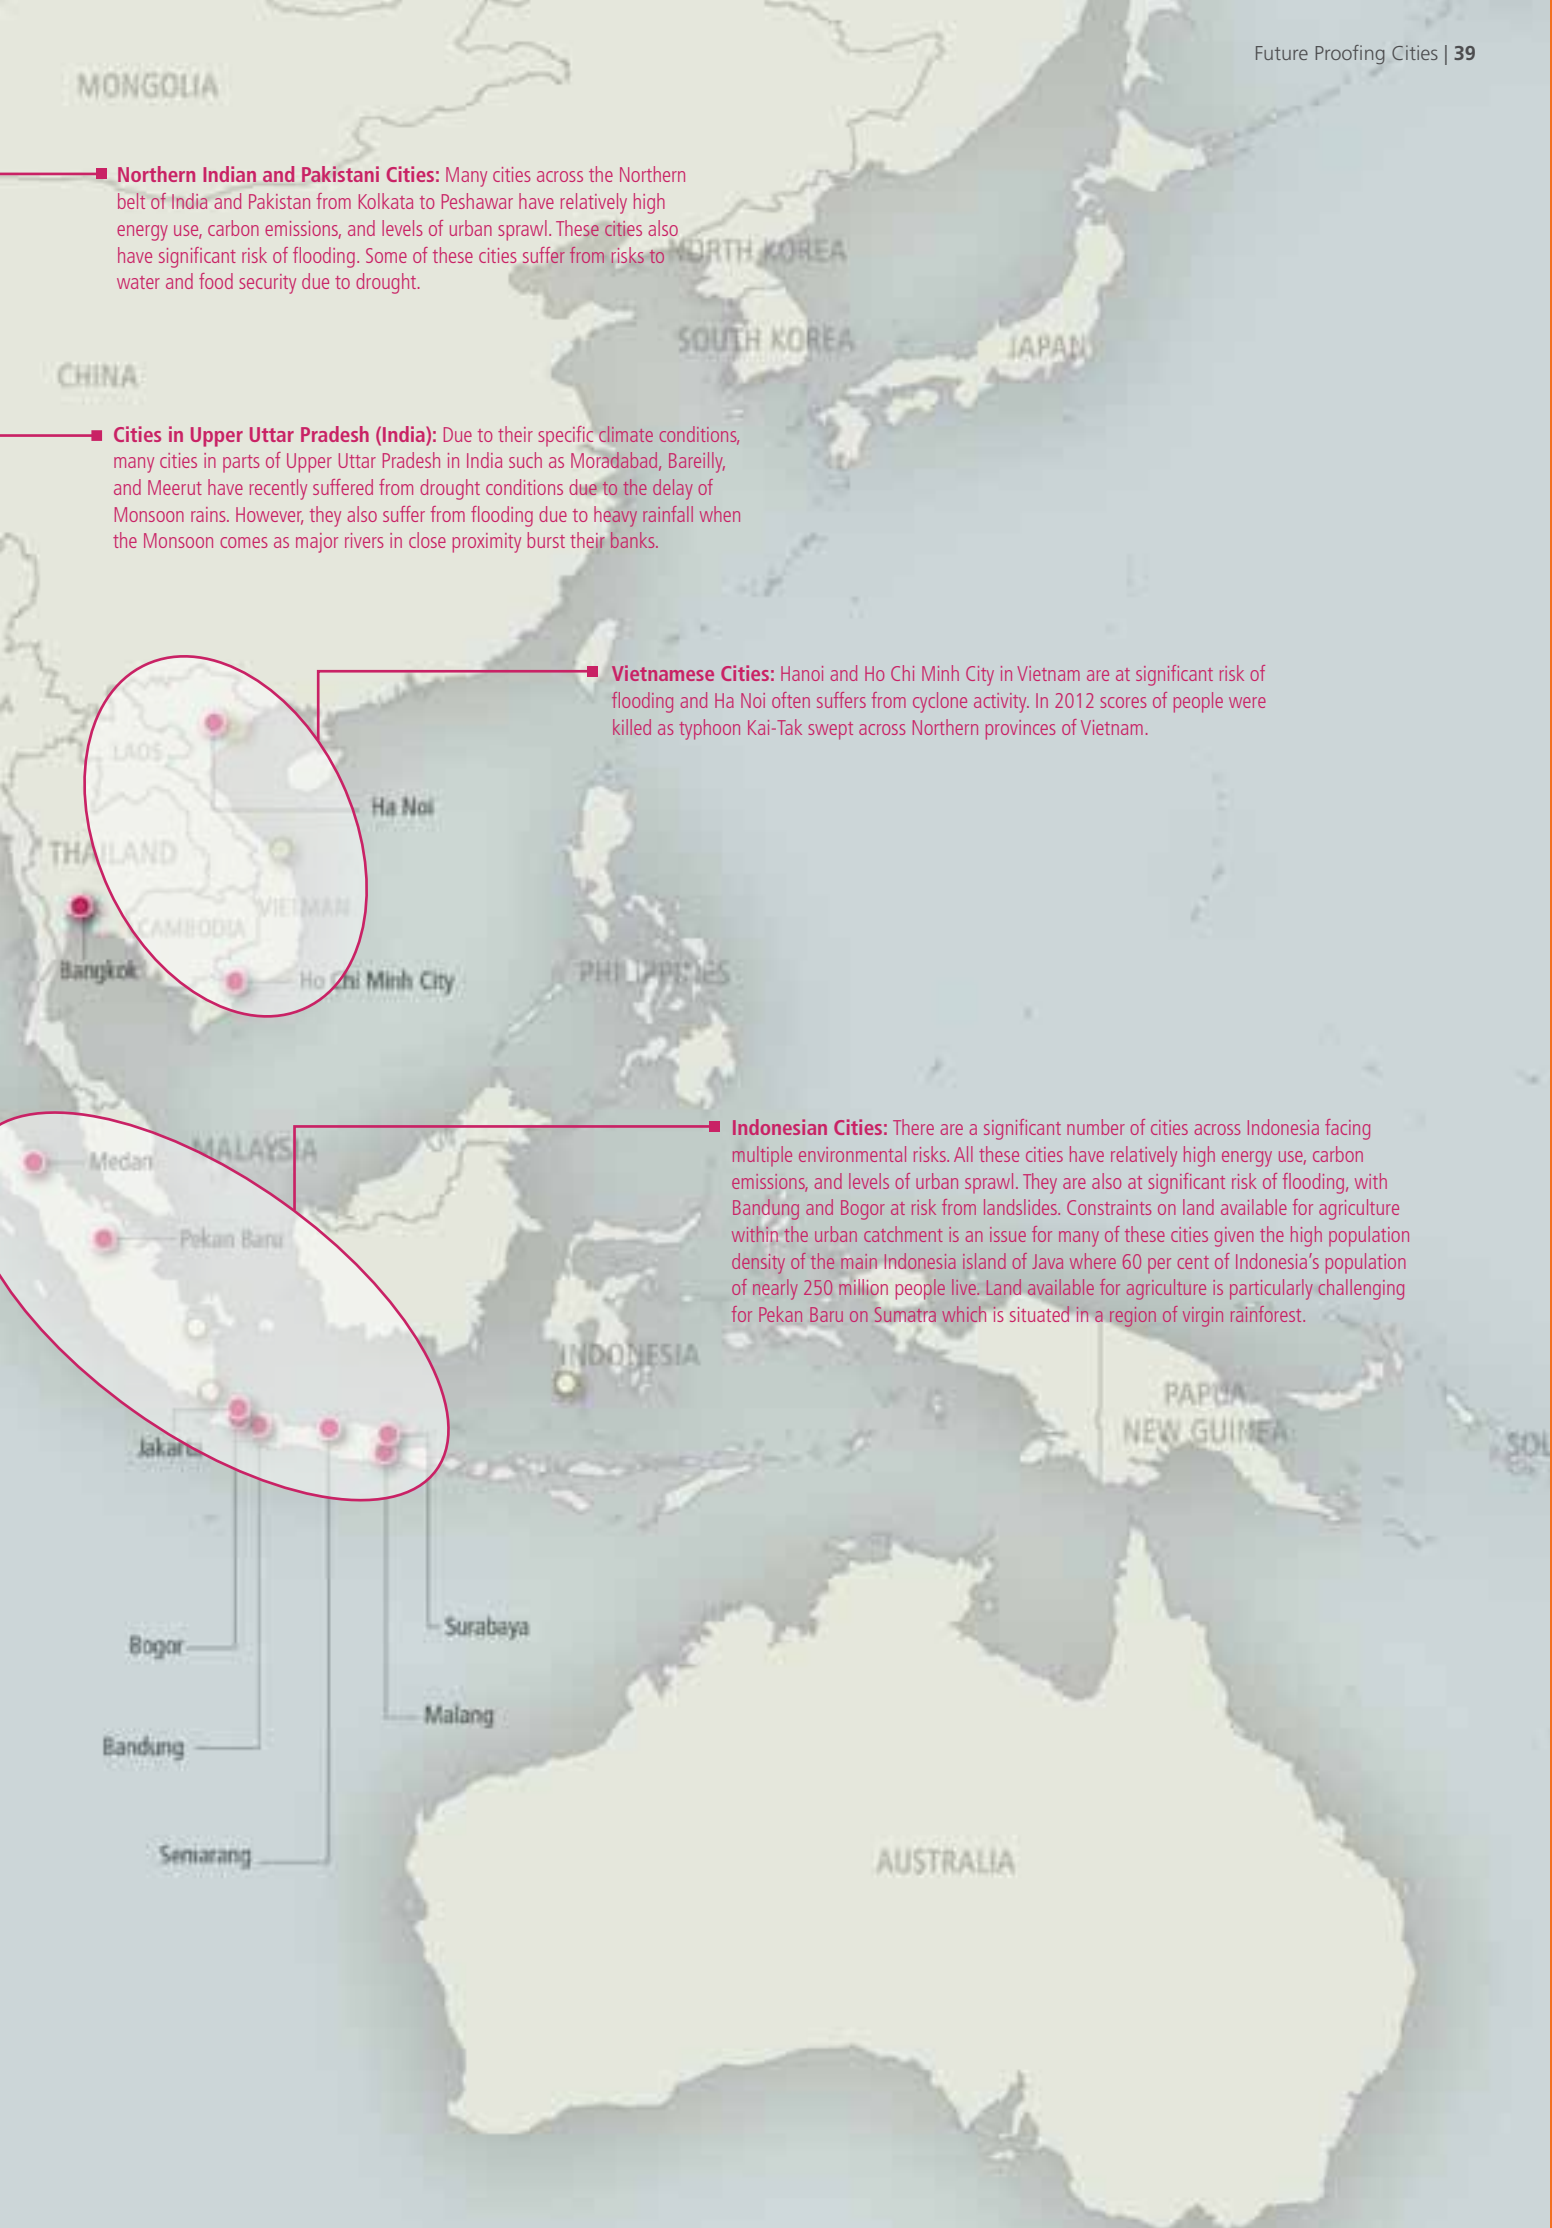 Future Proofing Cities | 39
MONGOLIA
Northern Indian and Pakistani Cities: Many cities across the Northern
belt of India and Pakistan from Kolkata to Peshawar have relatively high
energy use, carbon emissions, and levels of urban sprawl. These cities also
have significant risk of flooding. Some of these cities suffer from risks to
water and food security due to drought.
NORTH KOREA
SOUTH KOREA
JAPAN
CHINA
Cities in Upper Uttar Pradesh (India): Due to their specific climate conditions,
many cities in parts of Upper Uttar Pradesh in India such as Moradabad, Bareilly,
and Meerut have recently suffered from drought conditions due to the delay of
Monsoon rains. However, they also suffer from flooding due to heavy rainfall when
the Monsoon comes as major rivers in close proximity burst their banks.
Vietnamese Cities: Hanoi and Ho Chi Minh City in Vietnam are at significant risk of
flooding and Ha Noi often suffers from cyclone activity. In 2012 scores of people were
killed as typhoon Kai-Tak swept across Northern provinces of Vietnam.
LAOS
Ha Noi
THAILAND
VIETMAN
CAMBODIA
Bangkok
Ho Chi Minh City
PHILIPPINES
Indonesian Cities: There are a significant number of cities across Indonesia facing
multiple environmental risks. All these cities have relatively high energy use, carbon
emissions, and levels of urban sprawl. They are also at significant risk of flooding, with
Bandung and Bogor at risk from landslides. Constraints on land available for agriculture
within the urban catchment is an issue for many of these cities given the high population
density of the main Indonesia island of Java where 60 per cent of Indonesia's population
of nearly 250 million people live. Land available for agriculture is particularly challenging
for Pekan Baru on Sumatra which is situated in a region of virgin rainforest.
MALAYSIA
Medan
Pekan Baru
INDONESIA
PAPUA
NEW GUINEA
SOL
Jakarta
Surabaya
Bogor
Malang
Bandung
Semarang
AUSTRALIA